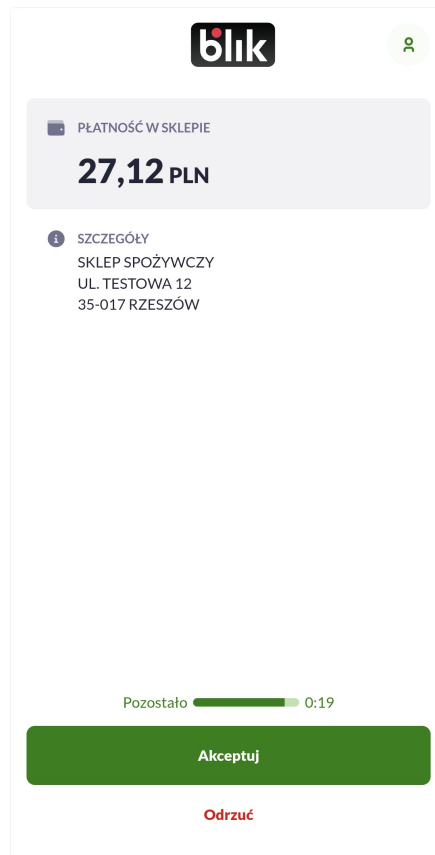 blik
PŁATNOŚĆ W SKLEPIE
27,12 PLN
SZCZEGÓŁY
SKLEP SPOŻYWCZY
UL. TESTOWA 12
35-017 RZESZÓW
Pozostało 0:19
Akceptuj
Odrzuć